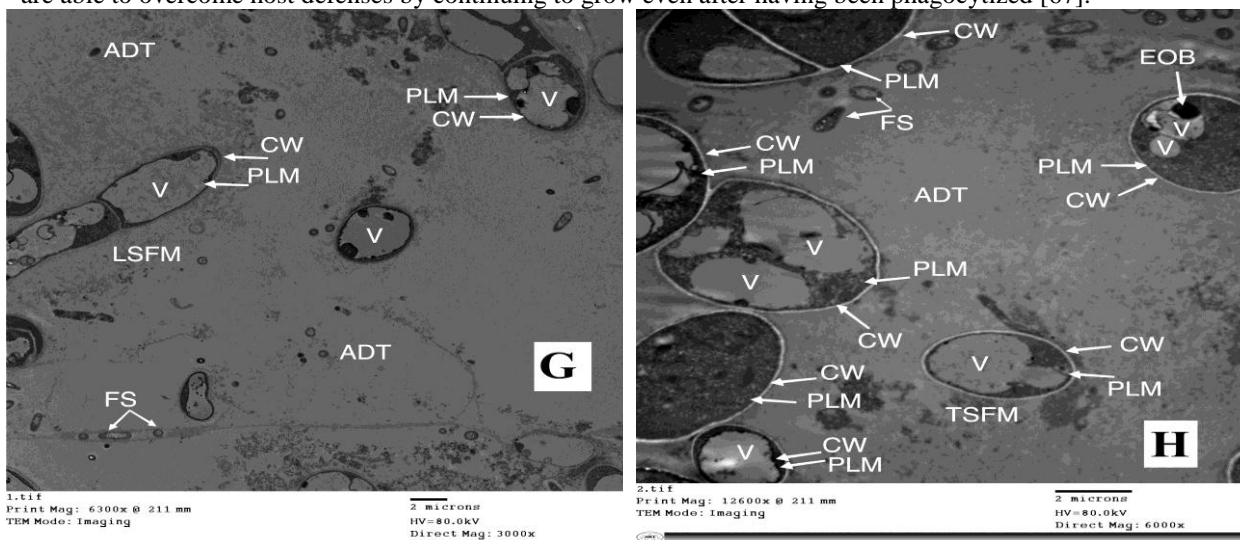 are able to overcome host defenses by continuing to grow even after having been phagocytized [67].
ADT
PLM
V
CW
CW
V
PLM
V
LSFM
ADT
G
FS
1.tif
Print Mag: 6300x @ 211 mm
TEM Mode: Imaging
2 microns
HV=80.0kV
Direct Mag: 3000x
CW
EOB
PLM
FS
V
CW
V
PLM
PLM
CW
ADT
V
PLM
V
CW
CW
V
CW
PLM
PLM
TSFM
V
CW
PLM
H
2.tif
Print Mag: 12600x @ 211 mm
TEM Mode: Imaging
2 microns
HV=80.0kV
Direct Mag: 6000x